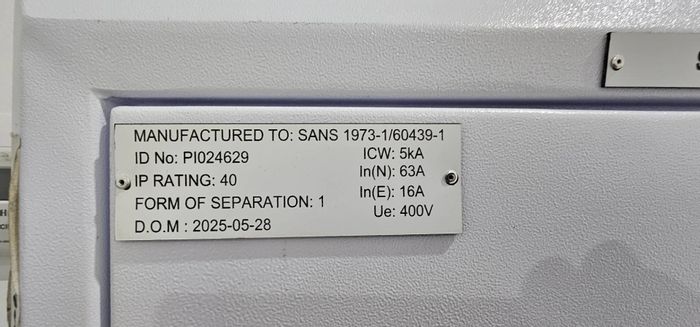 MANUFACTURED TO: SANS 1973-1/60439-1
ID No: PI024629 ICW: 5kA
IP RATING: 40 In(N): 63A
FORM OF SEPARATION: 1 In(E): 16A
D.O.M : 2025-05-28 Ue: 400V